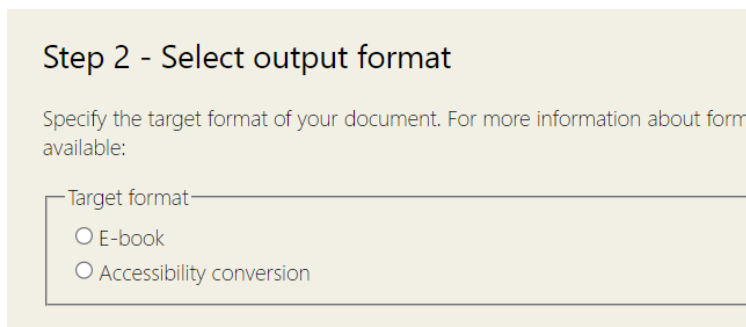 Step 2 - Select output format
Specify the target format of your document. For more information about form
available:
Target format
E-book
Accessibility conversion